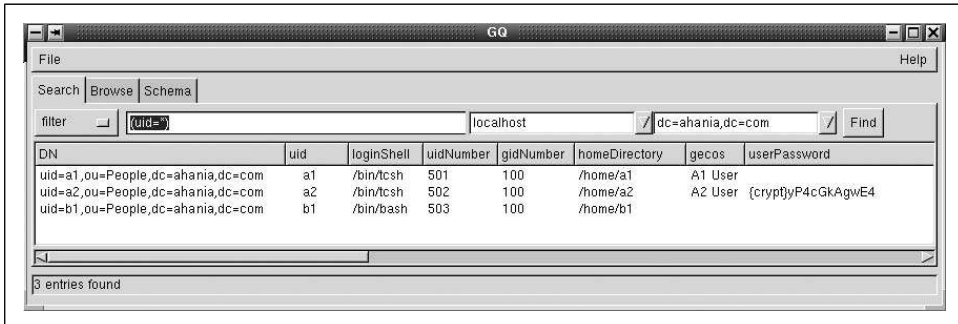 GQ
File Help
Search Browse Schema
filter (uid=*) localhost dc=ahania,dc=com Find
DN uid loginShell uidNumber gidNumber homeDirectory gecos userPassword
uid=a1,ou=People,dc=ahania,dc=com a1 /bin/tcsh 501 100 /home/a1 A1 User
uid=a2,ou=People,dc=ahania,dc=com a2 /bin/tcsh 502 100 /home/a2 A2 User {crypt}yP4cGkAgwE4
uid=b1,ou=People,dc=ahania,dc=com b1 /bin/bash 503 100 /home/b1
3 entries found